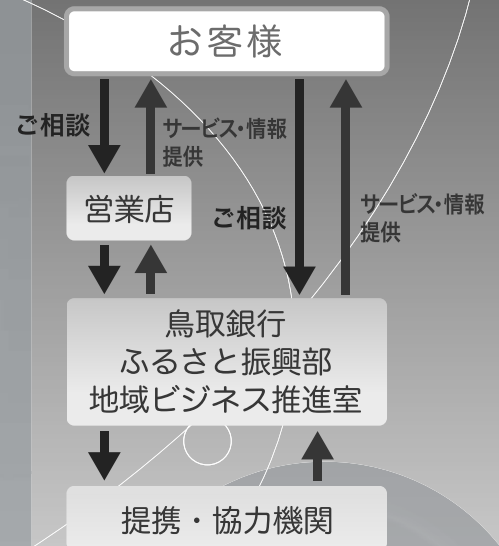 お客様
ご相談
サービス・情報
提供
営業店
ご相談
サービス・情報
提供
鳥取銀行
ふるさと振興部
地域ビジネス推進室
提携・協力機関